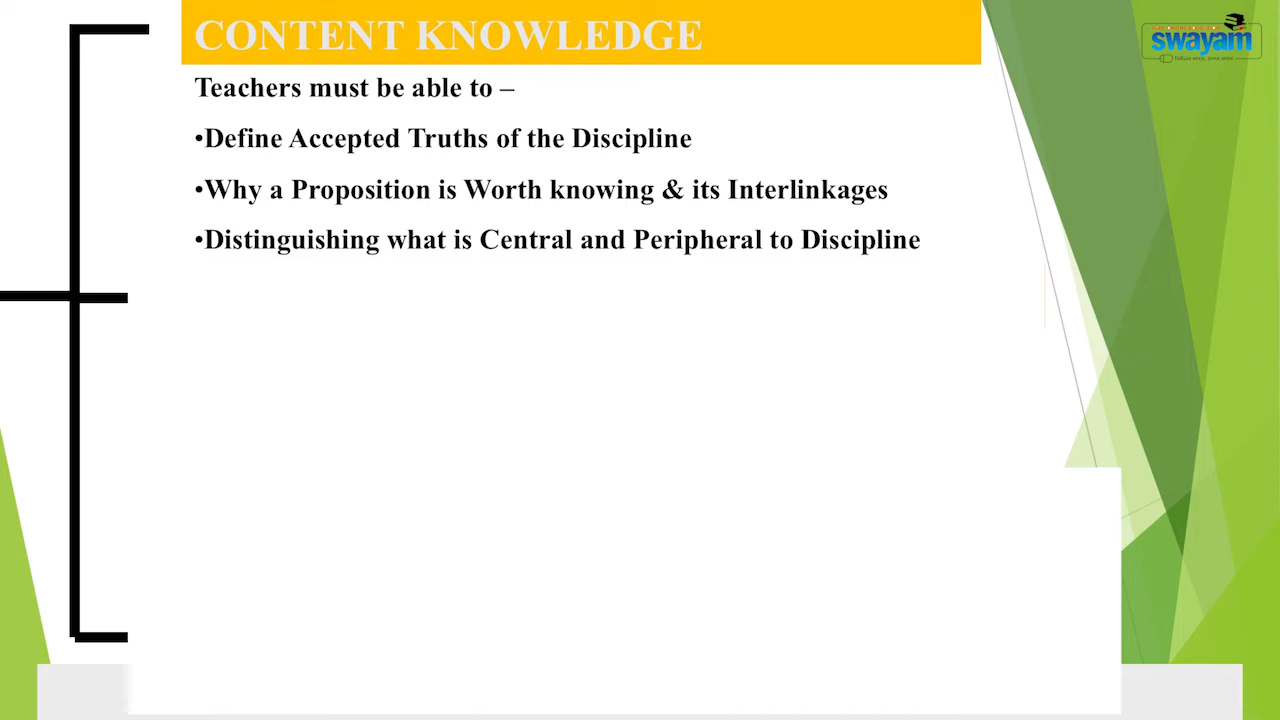 CONTENT KNOWLEDGE
swayam
Teachers must be able to –
•Define Accepted Truths of the Discipline
•Why a Proposition is Worth knowing & its Interlinkages
•Distinguishing what is Central and Peripheral to Discipline